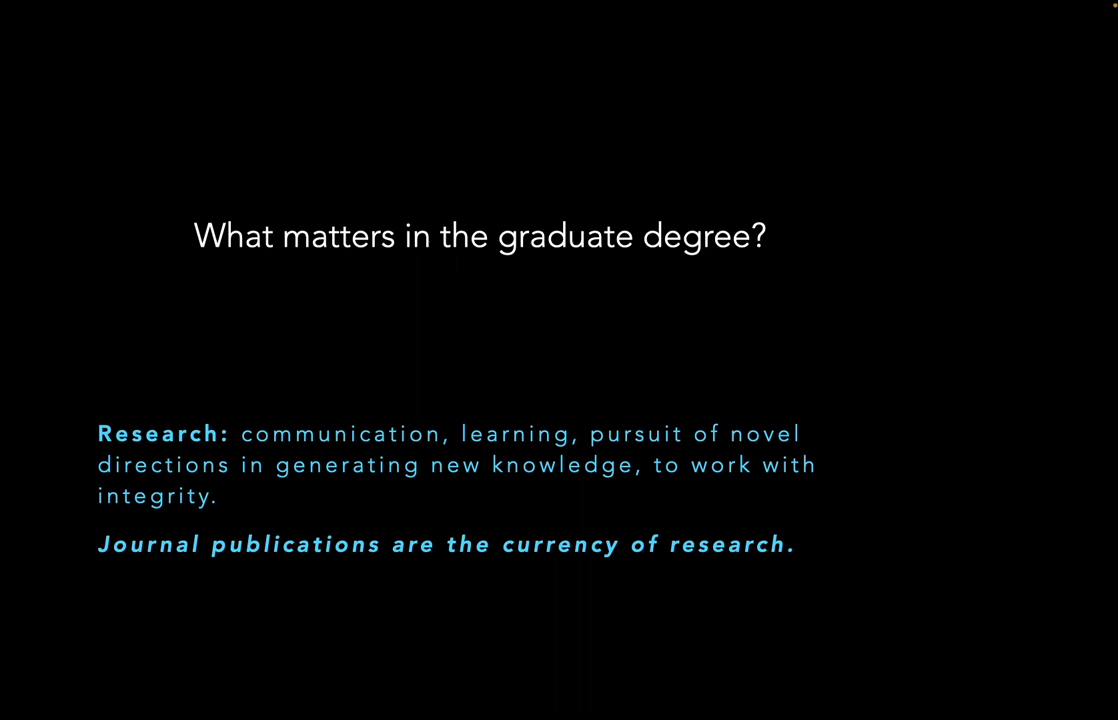 What matters in the graduate degree?
Research: communication, learning, pursuit of novel
directions in generating new knowledge, to work with
integrity.
Journal publications are the currency of research.